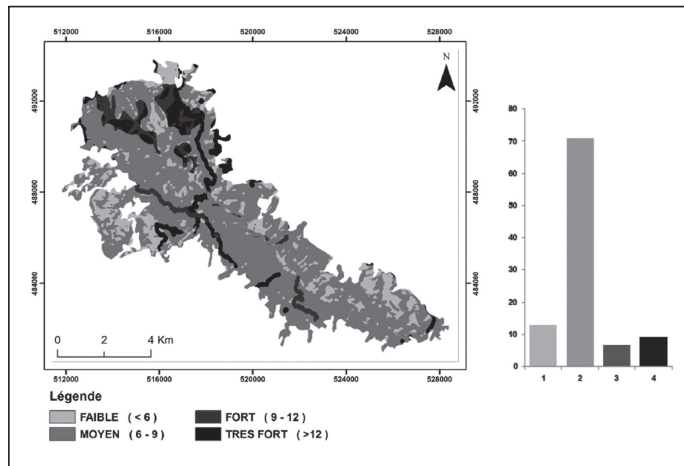 512000 516000 520000 524000 528000
N
492000 492000
488000 488000
484000 484000
0 2 4 Km
512000 516000 520000 524000 528000
80
70
60
50
40
30
20
10
0
1 2 3 4
Légende
FAIBLE ( < 6 ) FORT ( 9 - 12 )
MOYEN ( 6 - 9 ) TRES FORT ( >12 )